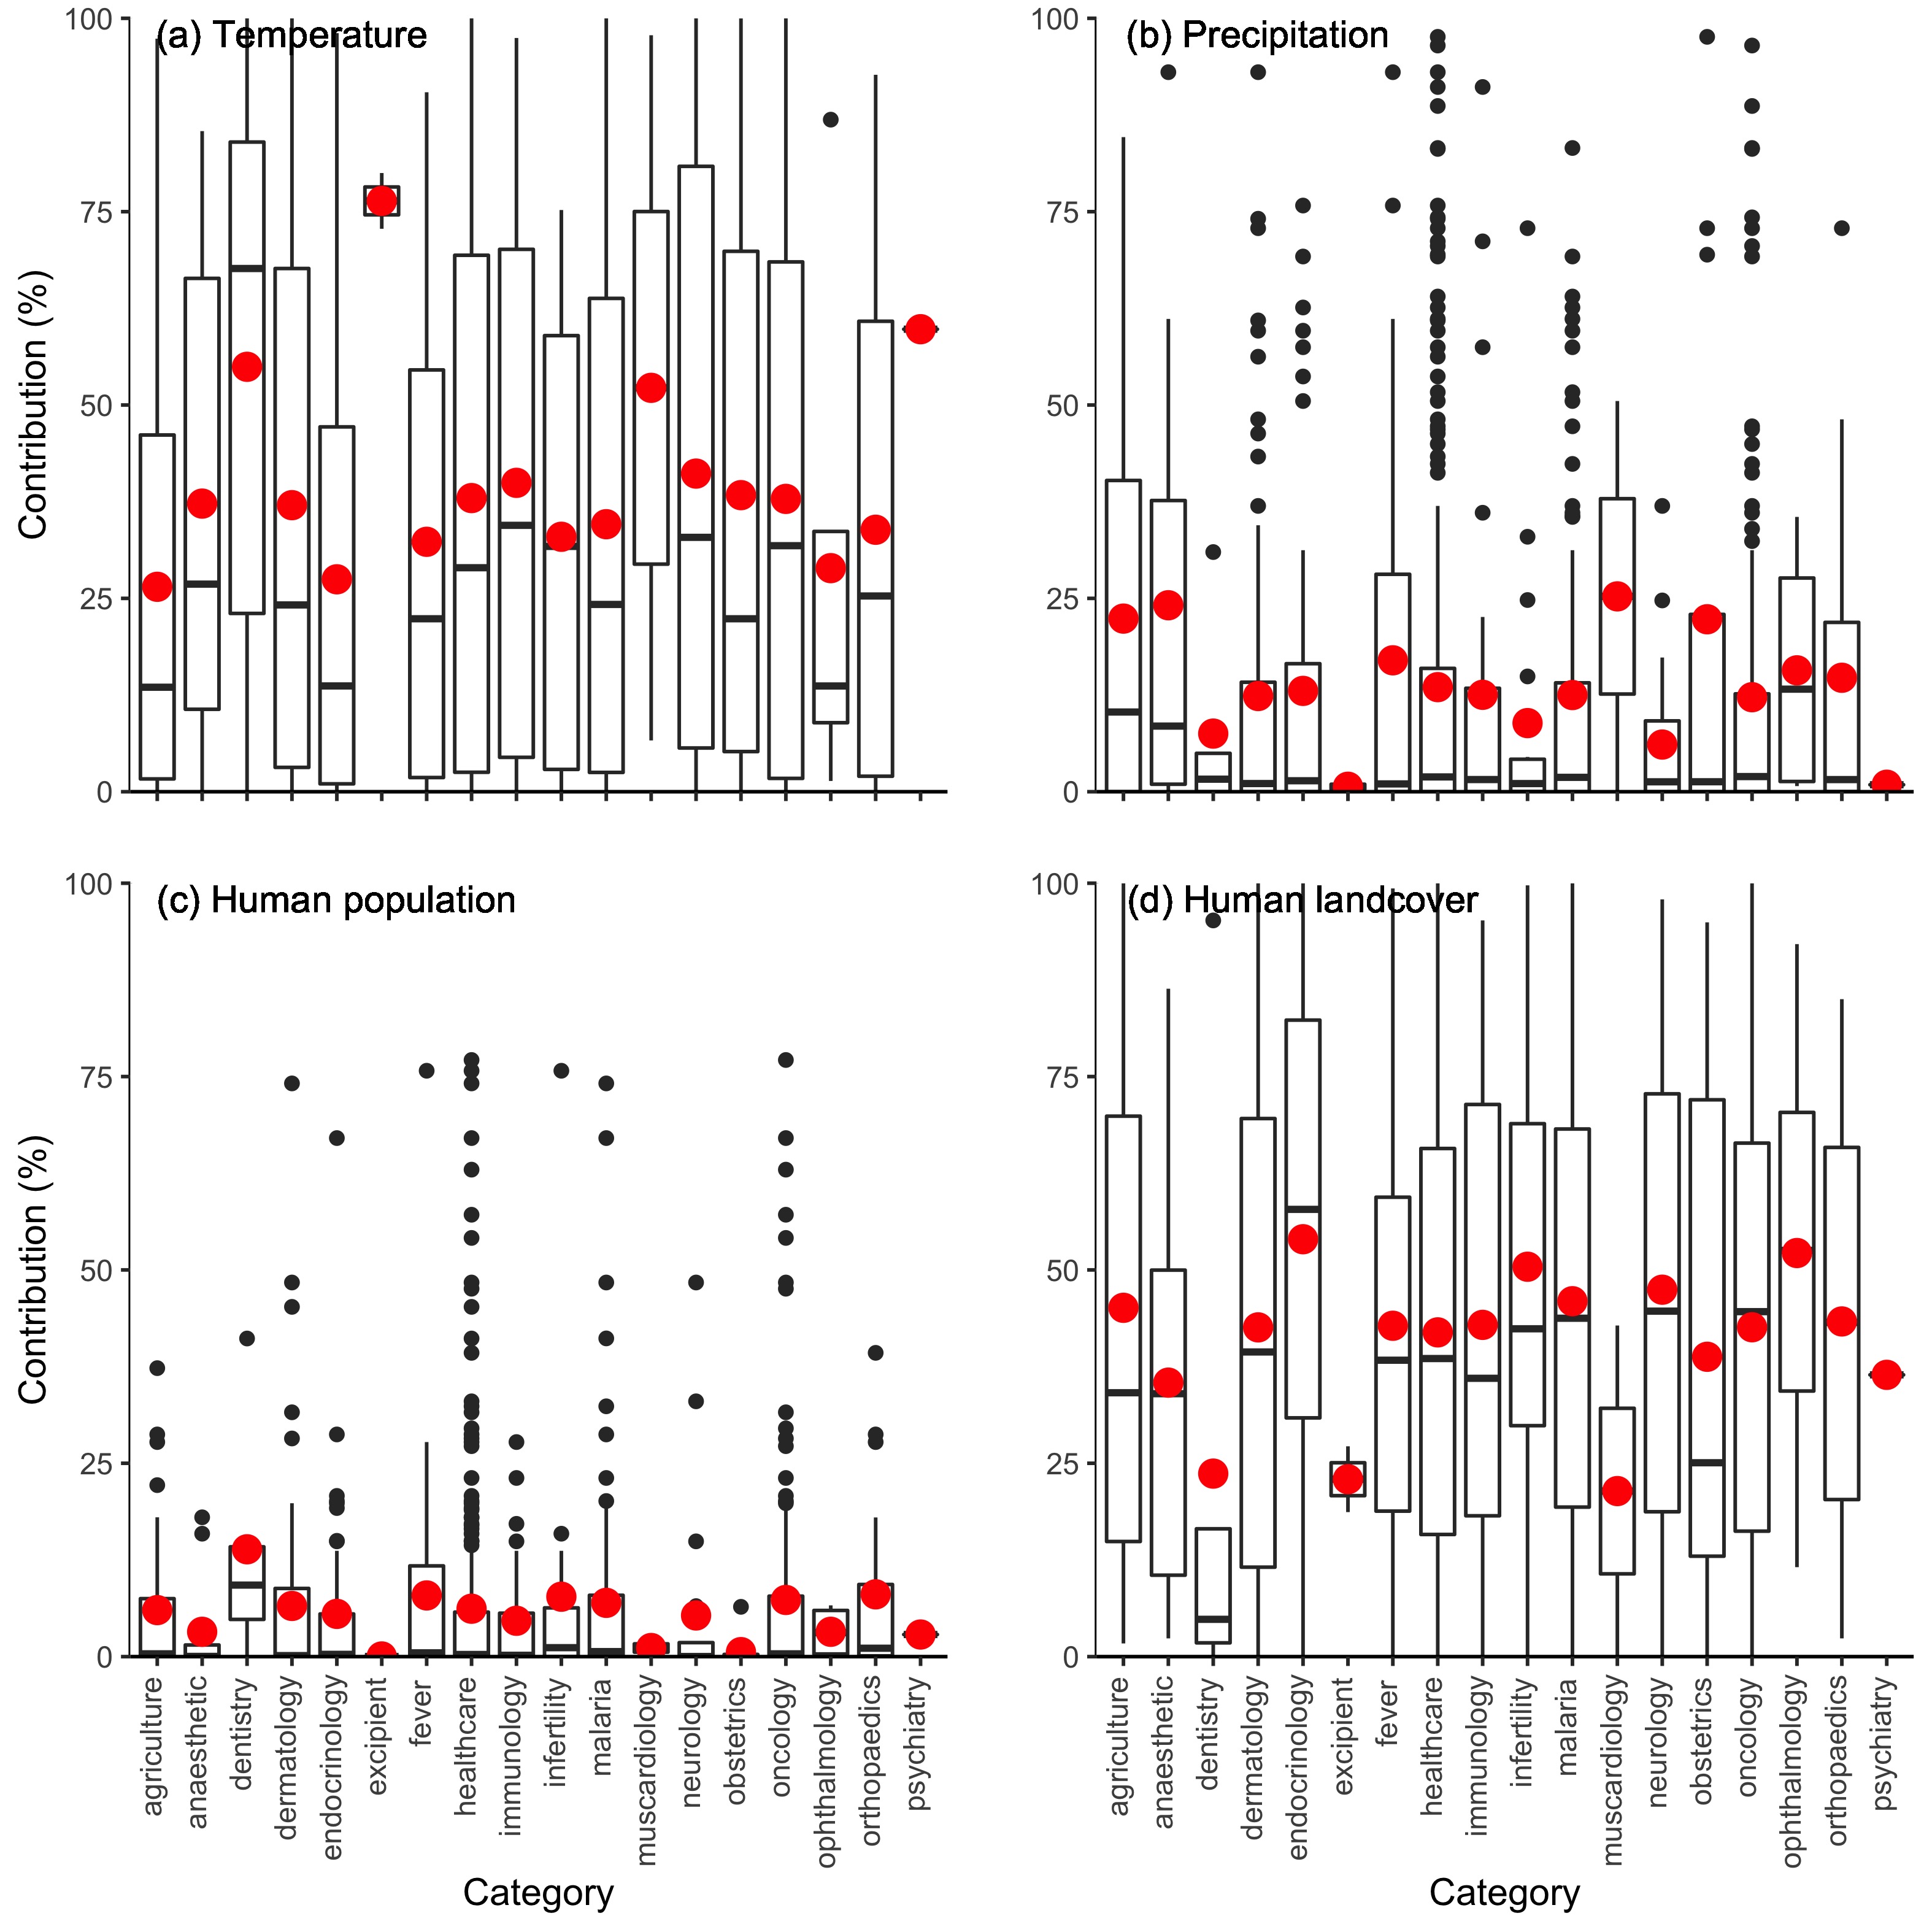 (a) Temperature
100
75
50
25
0
Contribution (%)
(b) Precipitation
100
75
50
25
0
(c) Human population
100
75
50
25
0
Contribution (%)
agriculture
anaesthetic
dentistry
dermatology
endocrinology
excipient
fever
healthcare
immunology
infertility
malaria
muscardiology
neurology
obstetrics
oncology
ophthalmology
orthopaedics
psychiatry
Category
(d) Human landcover
100
75
50
25
0
agriculture
anaesthetic
dentistry
dermatology
endocrinology
excipient
fever
healthcare
immunology
infertility
malaria
muscardiology
neurology
obstetrics
oncology
ophthalmology
orthopaedics
psychiatry
Category